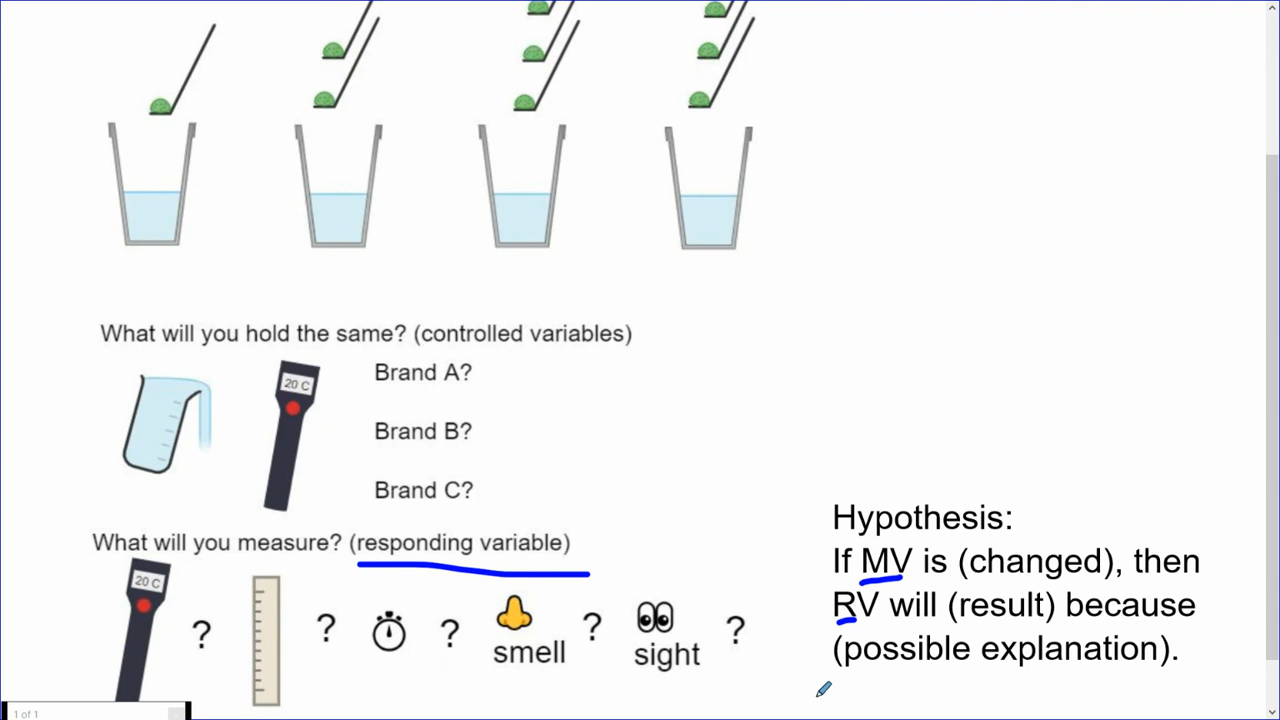 What will you hold the same? (controlled variables)
20 C
Brand A?
Brand B?
Brand C?
What will you measure? (responding variable)
20 C
? ? ? ? ?
smell sight
Hypothesis:
If MV is (changed), then
RV will (result) because
(possible explanation).
1 of 1